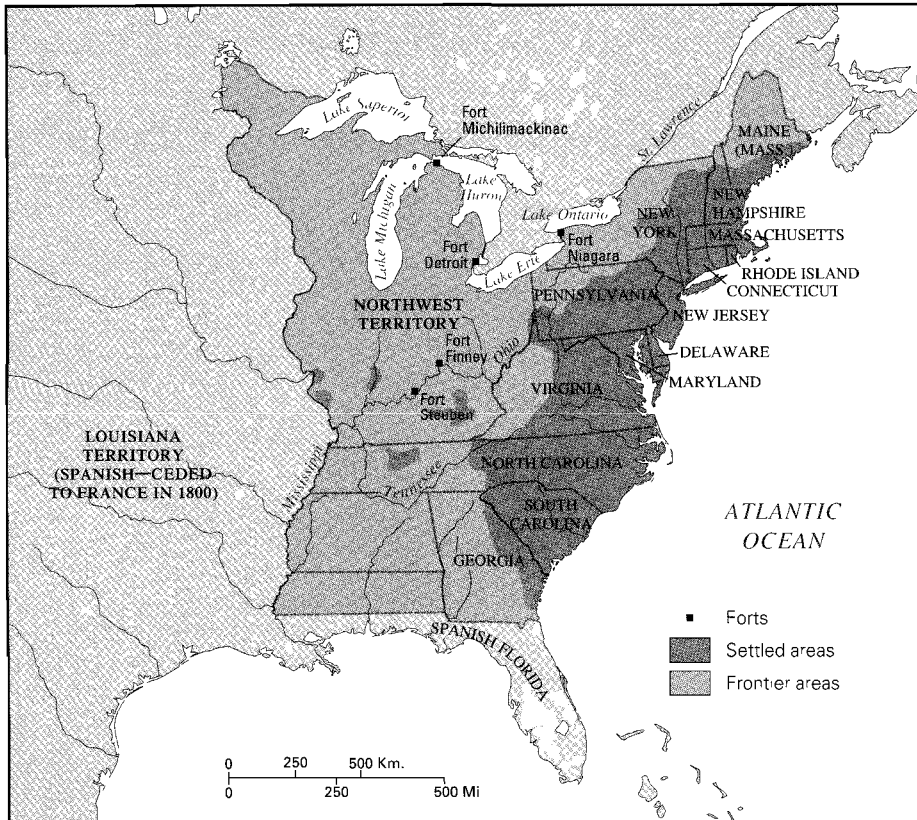 Lake Superior
Fort
Michilimackinac
St. Lawrence
MAINE
(MASS.)
Lake
Huron
Lake Michigan
Lake Ontario
NEW
YORK
NEW
HAMPSHIRE
MASSACHUSETTS
Fort
Detroit
Lake Erie
Fort
Niagara
RHODE ISLAND
CONNECTICUT
PENNSYLVANIA
NEW JERSEY
NORTHWEST
TERRITORY
Fort
Finney
Ohio
DELAWARE
MARYLAND
VIRGINIA
Fort
Steuben
LOUISIANA
TERRITORY
(SPANISH—CEDED
TO FRANCE IN 1800)
Mississippi
Tennessee
NORTH CAROLINA
SOUTH
CAROLINA
GEORGIA
ATLANTIC
OCEAN
SPANISH FLORIDA
Forts
Settled areas
Frontier areas
0 250 500 Km.
0 250 500 Mi